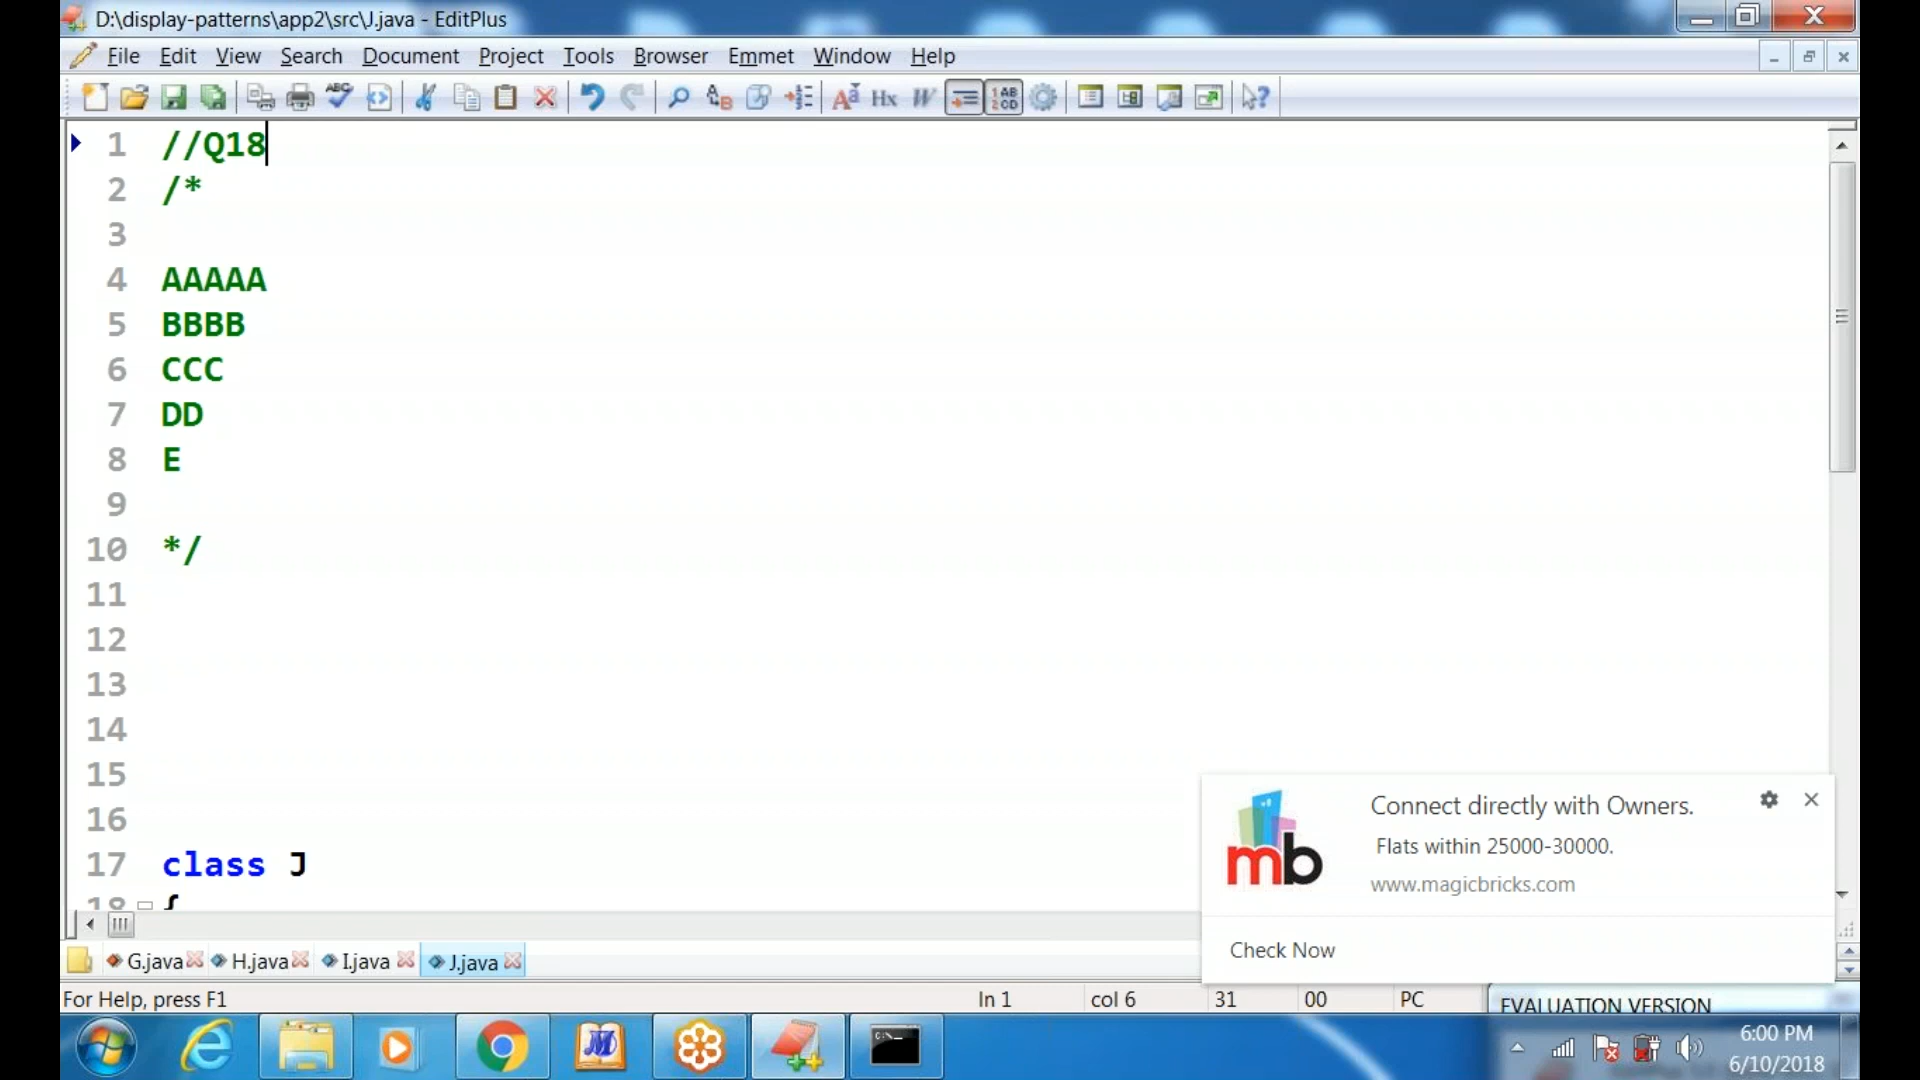 D:\display-patterns\app2\src\J.java - EditPlus
File Edit View Search Document Project Tools Browser Emmet Window Help
1 //Q18
2 /*
3
4 AAAAA
5 BBBB
6 CCC
7 DD
8 E
9
10 */
11
12
13
14
15
16
17 class J
18 {
Connect directly with Owners.
Flats within 25000-30000.
www.magicbricks.com
mb
Check Now
G.java H.java I.java J.java
For Help, press F1 ln 1 col 6 31 00 PC EVALUATION VERSION
6:00 PM
6/10/2018